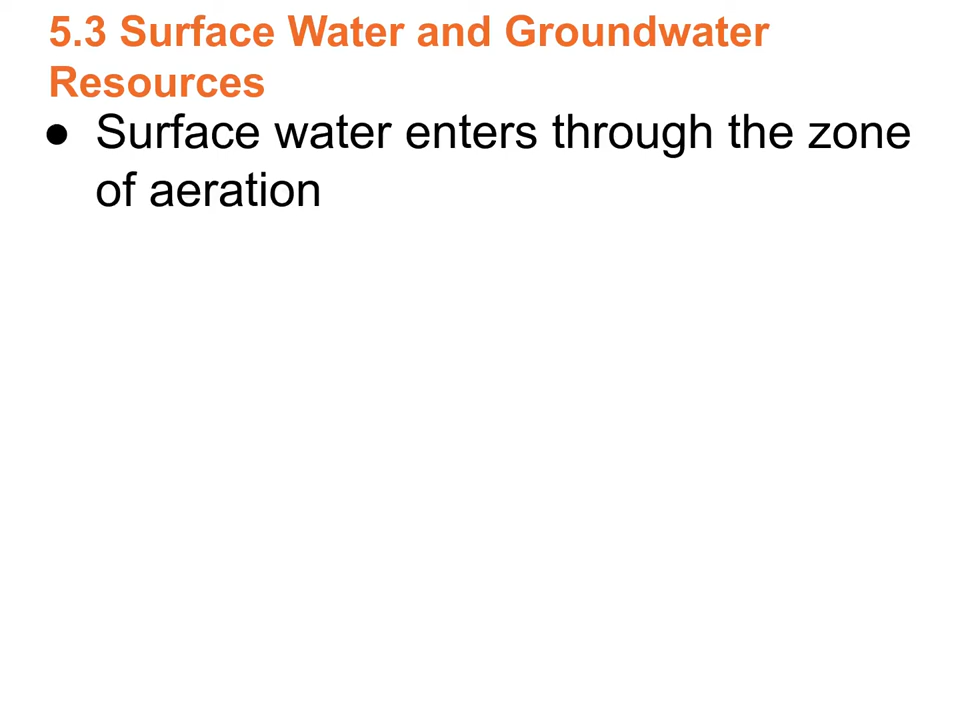 5.3 Surface Water and Groundwater
Resources
● Surface water enters through the zone
of aeration